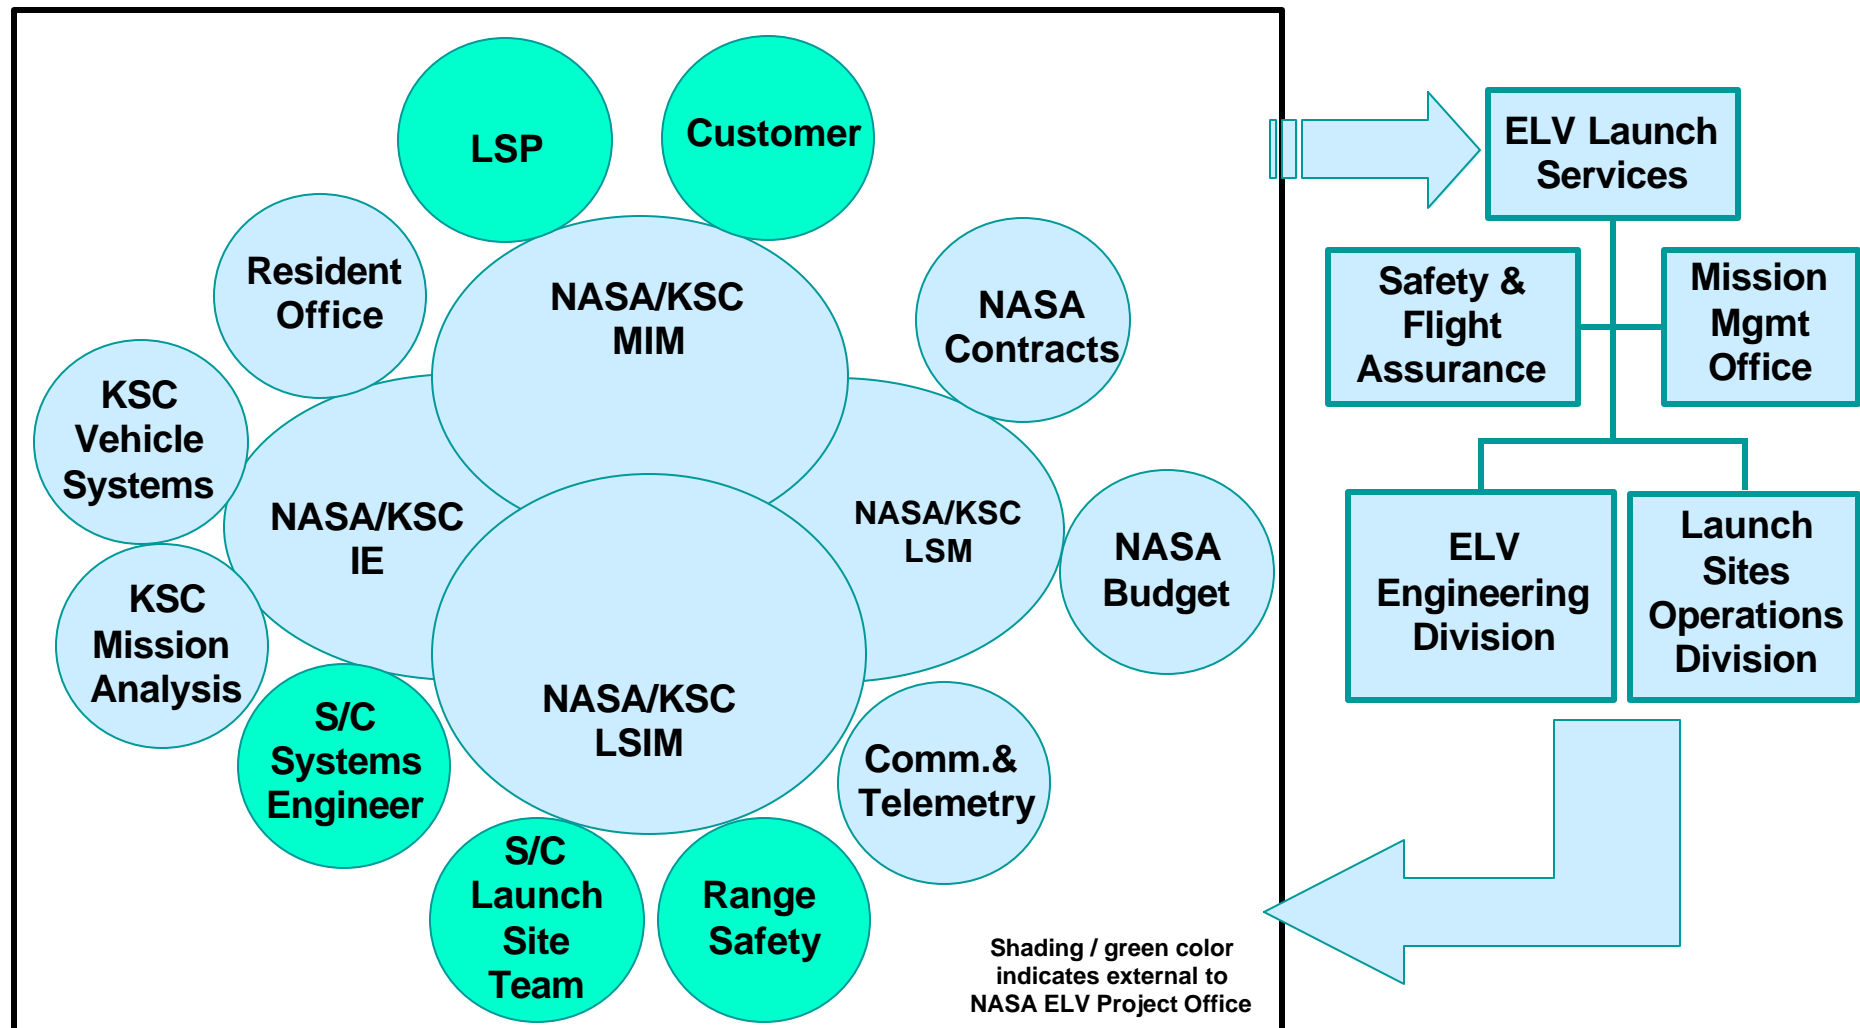 LSP
Customer
Resident
Office
NASA/KSC
MIM
NASA
Contracts
KSC
Vehicle
Systems
NASA/KSC
IE
NASA/KSC
LSM
NASA
Budget
KSC
Mission
Analysis
NASA/KSC
LSIM
S/C
Systems
Engineer
Comm.&
Telemetry
S/C
Launch
Site
Team
Range
Safety
Shading / green color
indicates external to
NASA ELV Project Office
ELV Launch
Services
Safety &
Flight
Assurance
Mission
Mgmt
Office
ELV
Engineering
Division
Launch
Sites
Operations
Division